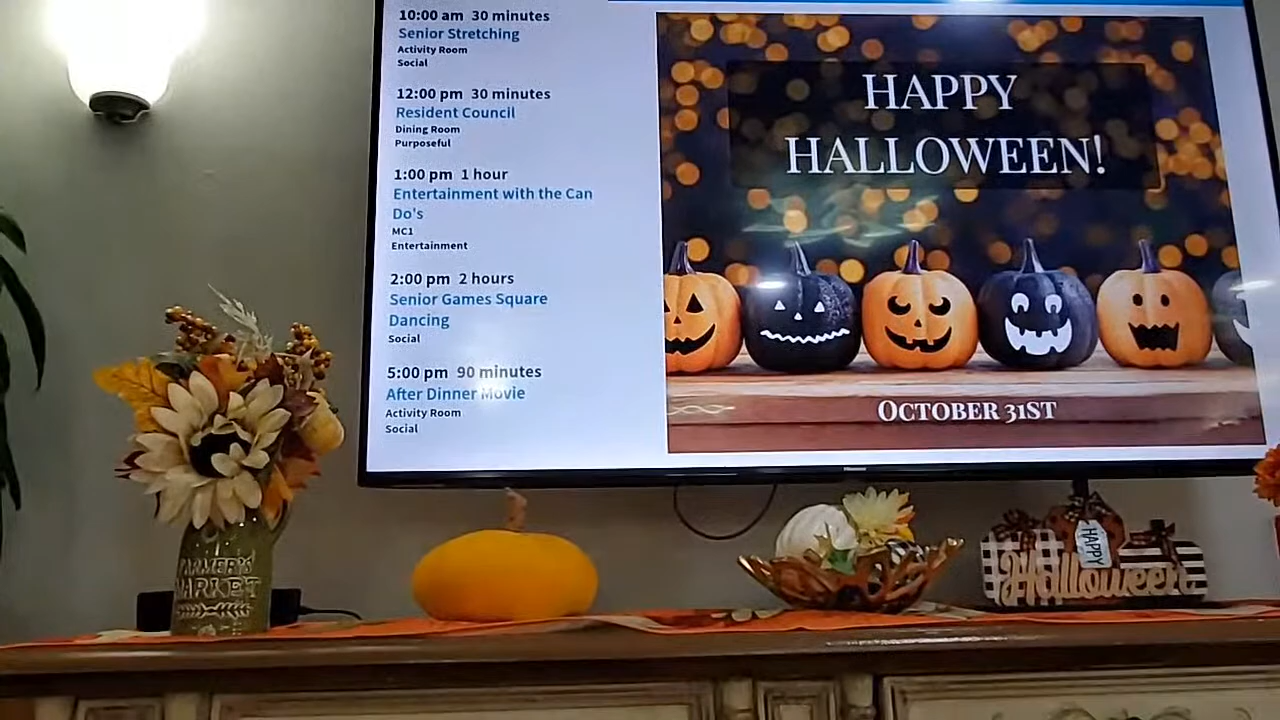 10:00 am 30 minutes
Senior Stretching
Activity Room
Social
12:00 pm 30 minutes
Resident Council
Dining Room
Purposeful
1:00 pm 1 hour
Entertainment with the Can
Do's
MC1
Entertainment
2:00 pm 2 hours
Senior Games Square
Dancing
Social
5:00 pm 90 minutes
After Dinner Movie
Activity Room
Social
HAPPY
HALLOWEEN!
OCTOBER 31ST
Hisense
FARMER'S
MARKET
HAPPY
Halloween